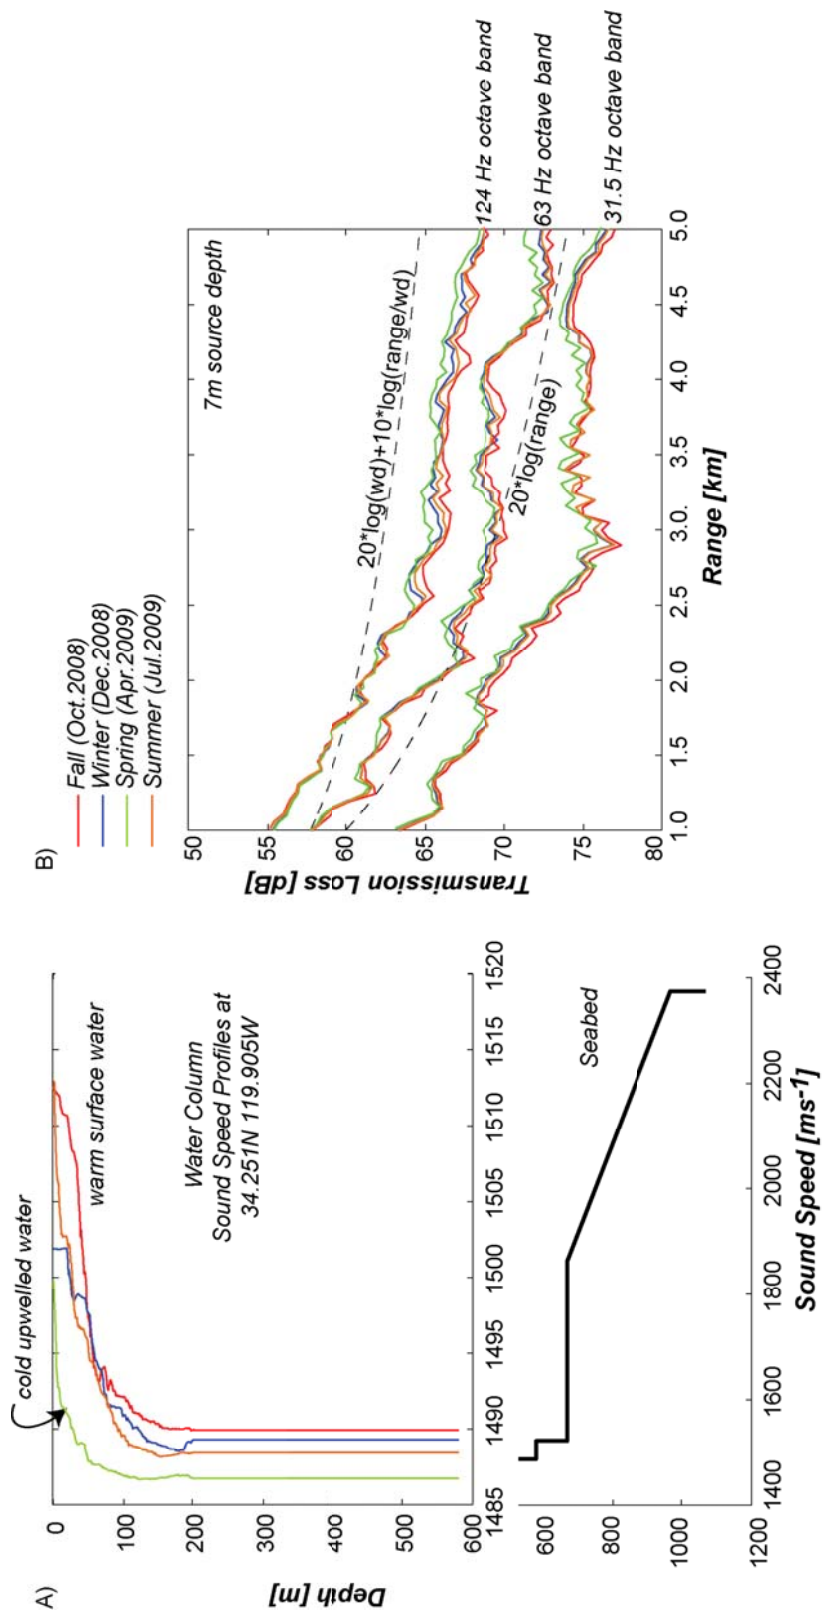 A)
cold upwelled water
warm surface water
Water Column
Sound Speed Profiles at
34.251N 119.905W
Depth [m]
0
100
200
300
400
500
600
1485
1490
1495
1500
1505
1510
1515
1520
Seabed
600
800
1000
1200
1400
1600
1800
2000
2200
2400
Sound Speed [ms-1]
B)
Fall (Oct.2008)
Winter (Dec.2008)
Spring (Apr.2009)
Summer (Jul.2009)
7m source depth
20*log(wd)+10*log(range/wd)
20*log(range)
124 Hz octave band
63 Hz octave band
31.5 Hz octave band
Transmission Loss [dB]
50
55
60
65
70
75
80
1.0
1.5
2.0
2.5
3.0
3.5
4.0
4.5
5.0
Range [km]